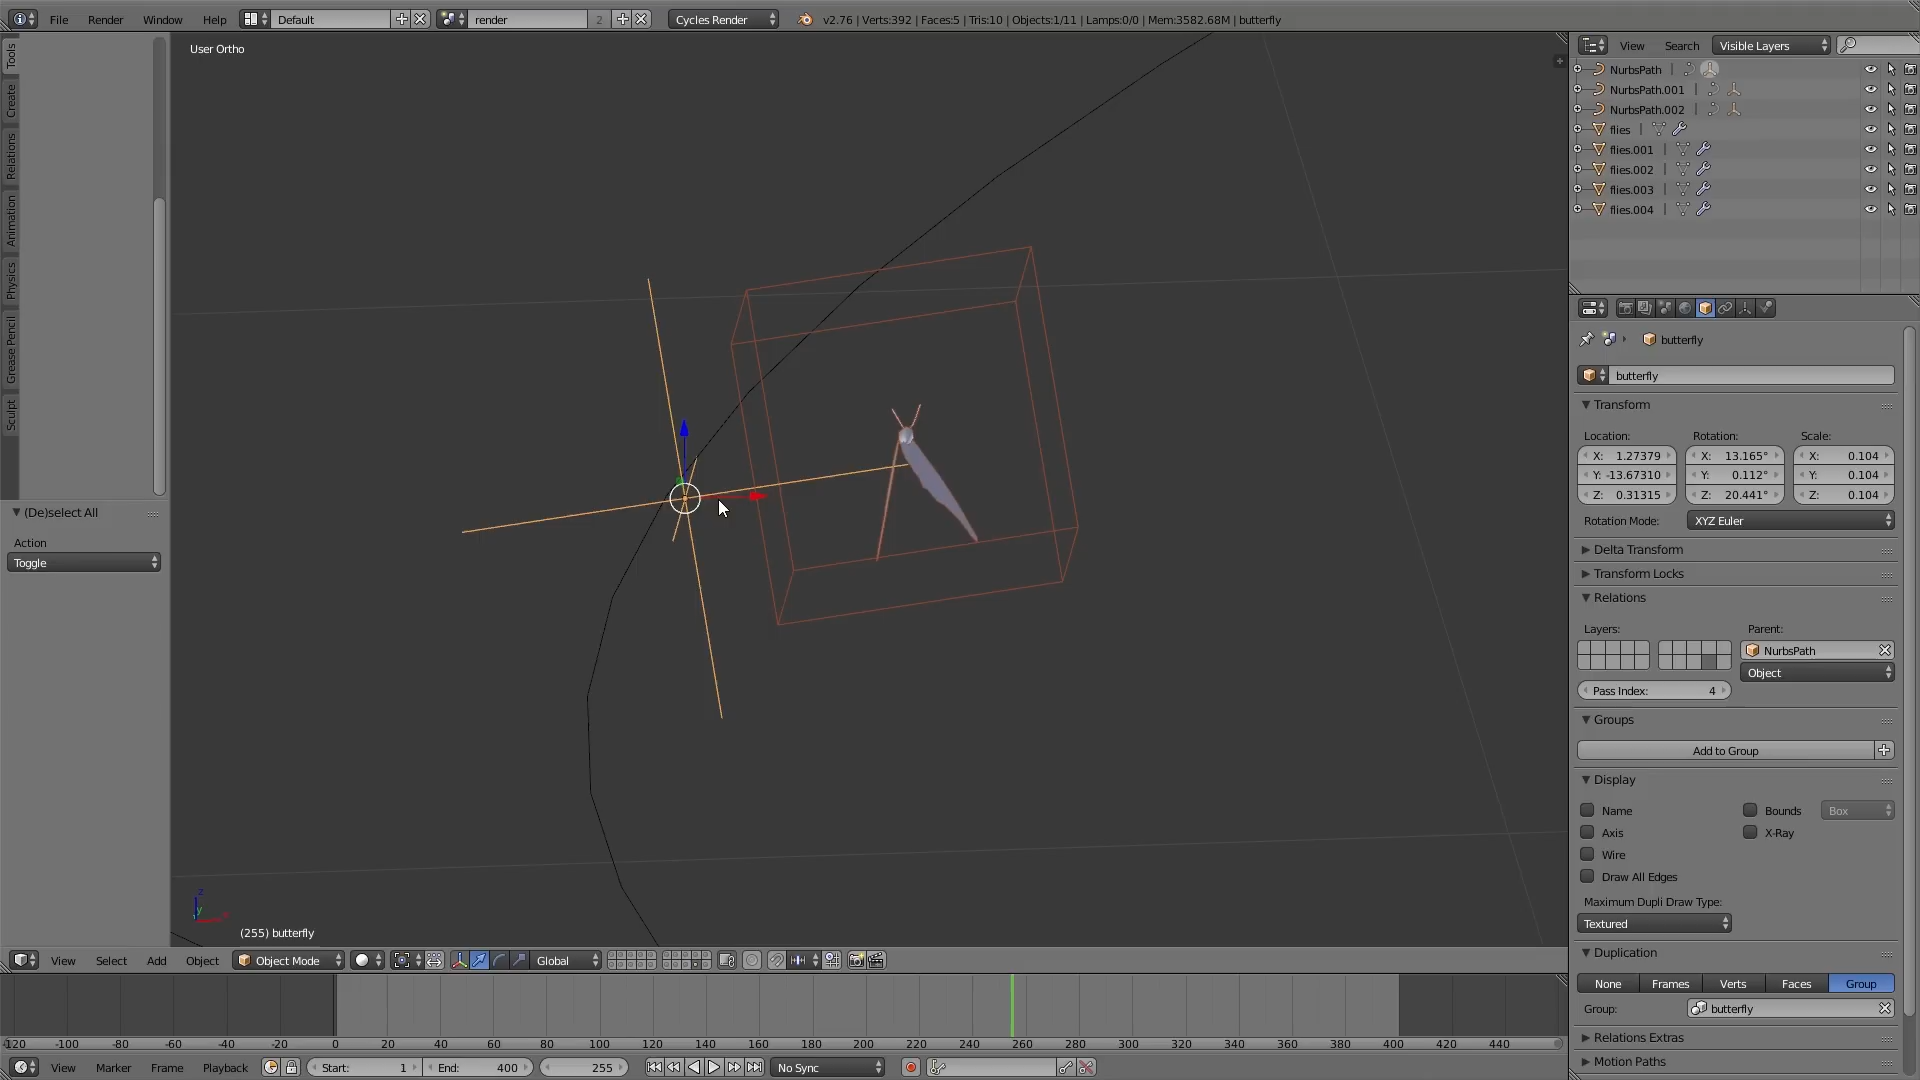 File Render Window Help Default render 2 Cycles Render v2.76 | Verts:392 | Faces:5 | Tris:10 | Objects:1/11 | Lamps:0/0 | Mem:3582.68M | butterfly
User Ortho
Tools
Create
Relations
Animation
Physics
Grease Pencil
Sculpt
(De)select All
Action
Toggle
(255) butterfly
z
y
x
View Search Visible Layers
NurbsPath
NurbsPath.001
NurbsPath.002
flies
flies.001
flies.002
flies.003
flies.004
butterfly
butterfly
Transform
Location: Rotation: Scale:
X: 1.27379 X: 13.165° X: 0.104
Y: -13.67310 Y: 0.112° Y: 0.104
Z: 0.31315 Z: 20.441° Z: 0.104
Rotation Mode: XYZ Euler
Delta Transform
Transform Locks
Relations
Layers: Parent:
NurbsPath
Object
Pass Index: 4
Groups
Add to Group
Display
Name Bounds Box
Axis X-Ray
Wire
Draw All Edges
Maximum Dupli Draw Type:
Textured
Duplication
None Frames Verts Faces Group
Group: butterfly
Relations Extras
Motion Paths
View Select Add Object Object Mode Global
-120 -100 -80 -60 -40 -20 0 20 40 60 80 100 120 140 160 180 200 220 240 260 280 300 320 340 360 380 400 420 440
View Marker Frame Playback Start: 1 End: 400 255 No Sync